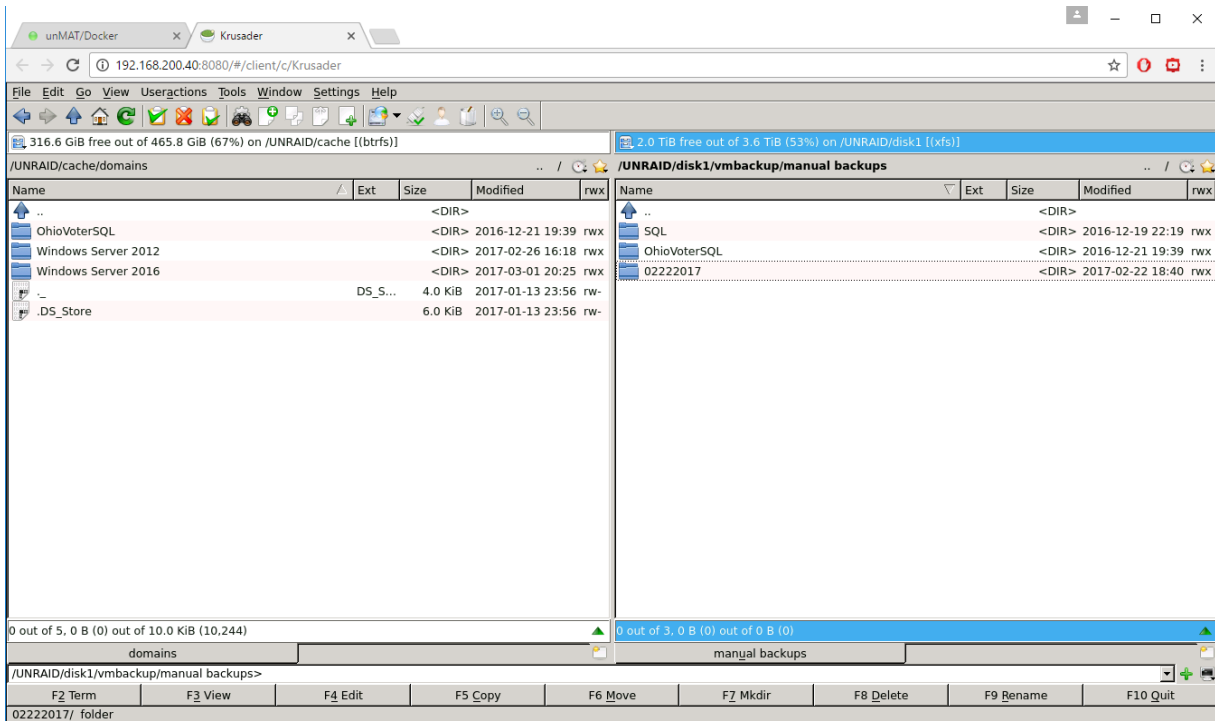 unMAT/Docker Krusader
192.168.200.40:8080/#/client/c/Krusader
File Edit Go View Useractions Tools Window Settings Help
316.6 GiB free out of 465.8 GiB (67%) on /UNRAID/cache [(btrfs)]
2.0 TiB free out of 3.6 TiB (53%) on /UNRAID/disk1 [(xfs)]
/UNRAID/cache/domains .. /
/UNRAID/disk1/vmbackup/manual backups .. /
Name Ext Size Modified rwx
.. <DIR>
OhioVoterSQL <DIR> 2016-12-21 19:39 rwx
Windows Server 2012 <DIR> 2017-02-26 16:18 rwx
Windows Server 2016 <DIR> 2017-03-01 20:25 rwx
._ DS_S... 4.0 KiB 2017-01-13 23:56 rw-
.DS_Store 6.0 KiB 2017-01-13 23:56 rw-
Name Ext Size Modified rwx
.. <DIR>
SQL <DIR> 2016-12-19 22:19 rwx
OhioVoterSQL <DIR> 2016-12-21 19:39 rwx
02222017 <DIR> 2017-02-22 18:40 rwx
0 out of 5, 0 B (0) out of 10.0 KiB (10,244)
0 out of 3, 0 B (0) out of 0 B (0)
domains
manual backups
/UNRAID/disk1/vmbackup/manual backups>
F2 Term F3 View F4 Edit F5 Copy F6 Move F7 Mkdir F8 Delete F9 Rename F10 Quit
02222017/ folder